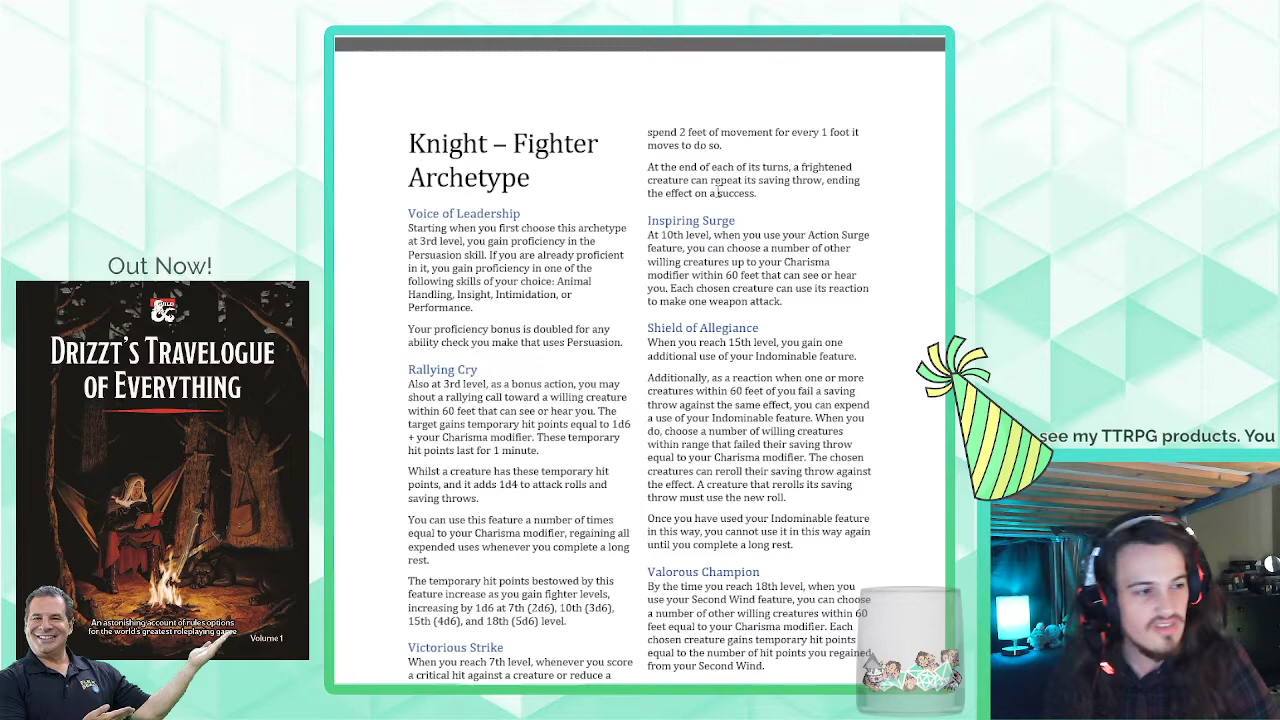 Out Now!
DRIZZT'S TRAVELOGUE
OF EVERYTHING
An astonishing account of rules options
for the world's greatest roleplaying game
Volume 1
Knight – Fighter
Archetype
Voice of Leadership
Starting when you first choose this archetype
at 3rd level, you gain proficiency in the
Persuasion skill. If you are already proficient
in it, you gain proficiency in one of the
following skills of your choice: Animal
Handling, Insight, Intimidation, or
Performance.
Your proficiency bonus is doubled for any
ability check you make that uses Persuasion.
Rallying Cry
Also at 3rd level, as a bonus action, you may
shout a rallying call toward a willing creature
within 60 feet that can see or hear you. The
target gains temporary hit points equal to 1d6
+ your Charisma modifier. These temporary
hit points last for 1 minute.
Whilst a creature has these temporary hit
points, and it adds 1d4 to attack rolls and
saving throws.
You can use this feature a number of times
equal to your Charisma modifier, regaining all
expended uses whenever you complete a long
rest.
The temporary hit points bestowed by this
feature increase as you gain fighter levels,
increasing by 1d6 at 7th (2d6), 10th (3d6),
15th (4d6), and 18th (5d6) level.
Victorious Strike
When you reach 7th level, whenever you score
a critical hit against a creature or reduce a
spend 2 feet of movement for every 1 foot it
moves to do so.
At the end of each of its turns, a frightened
creature can repeat its saving throw, ending
the effect on a success.
Inspiring Surge
At 10th level, when you use your Action Surge
feature, you can choose a number of other
willing creatures up to your Charisma
modifier within 60 feet that can see or hear
you. Each chosen creature can use its reaction
to make one weapon attack.
Shield of Allegiance
When you reach 15th level, you gain one
additional use of your Indominable feature.
Additionally, as a reaction when one or more
creatures within 60 feet of you fail a saving
throw against the same effect, you can expend
a use of your Indominable feature. When you
do, choose a number of willing creatures
within range that failed their saving throw
equal to your Charisma modifier. The chosen
creatures can reroll their saving throw against
the effect. A creature that rerolls its saving
throw must use the new roll.
Once you have used your Indominable feature
in this way, you cannot use it in this way again
until you complete a long rest.
Valorous Champion
By the time you reach 18th level, when you
use your Second Wind feature, you can choose
a number of other willing creatures within 60
feet equal to your Charisma modifier. Each
chosen creature gains temporary hit points
equal to the number of hit points you regained
from your Second Wind.
see my TTRPG products. You